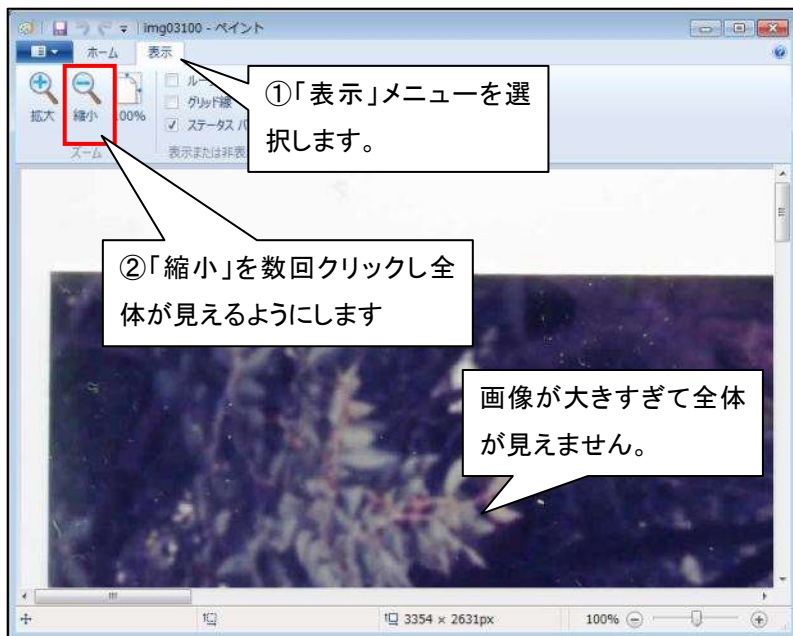 img03100 - ペイント
ホーム 表示
拡大 縮小 100%
ルー
グリッド線
ステータス バ
ズーム
表示または非表
①「表示」メニューを選
択します。
②「縮小」を数回クリックし全
体が見えるようにします
画像が大きすぎて全体
が見えません。
3354 × 2631px
100%